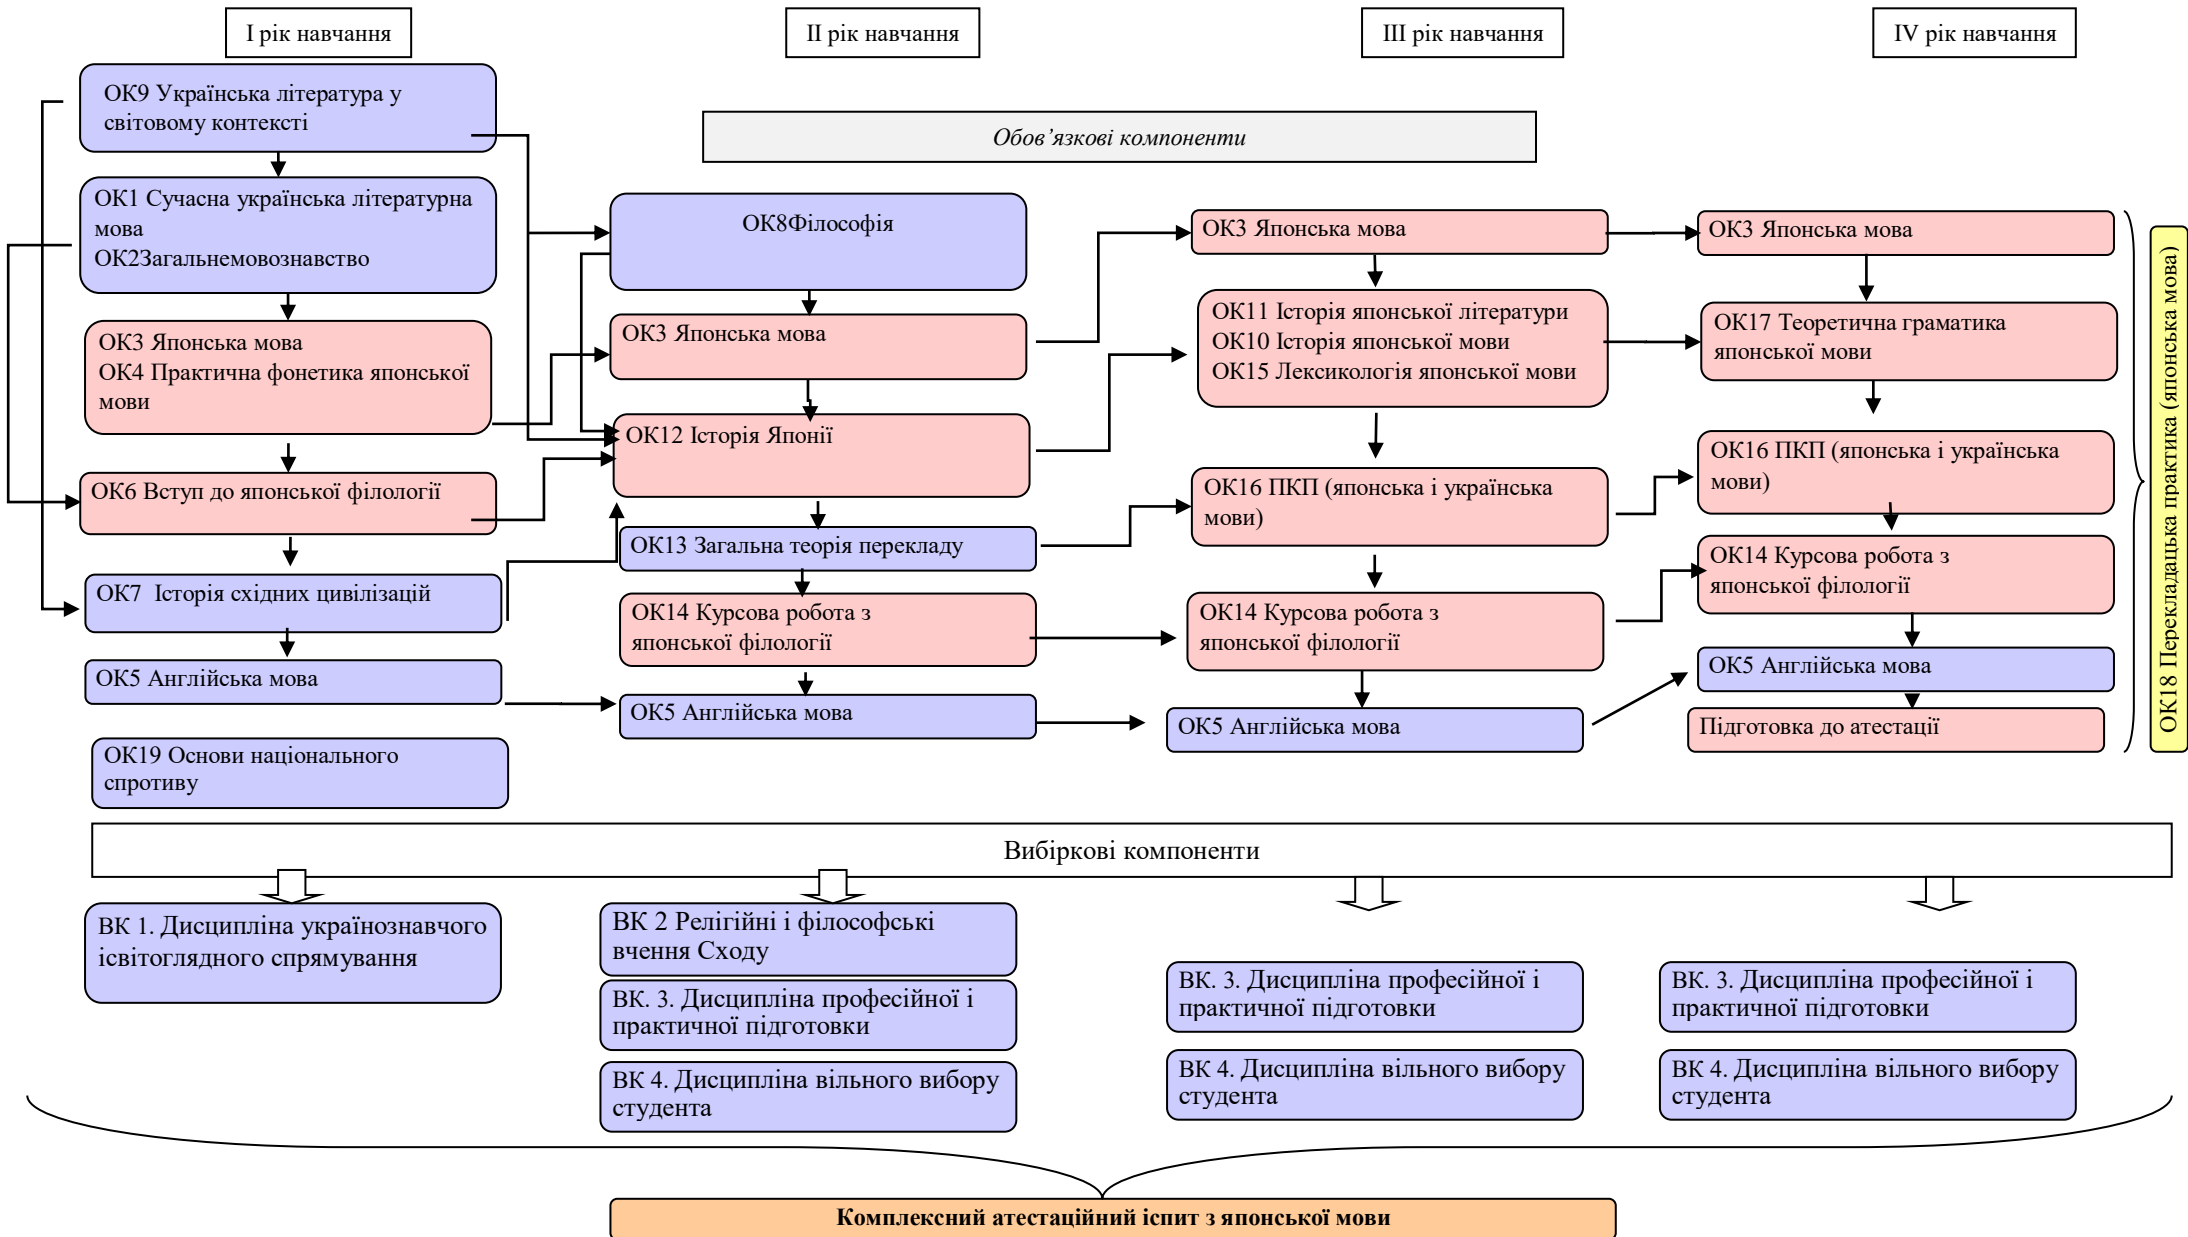 І рік навчання
ІІ рік навчання
ІІІ рік навчання
IV рік навчання
Обов’язкові компоненти
ОК9 Українська література у
світовому контексті
ОК1 Сучасна українська літературна
мова
ОК2Загальнемовознавство
ОК3 Японська мова
ОК4 Практична фонетика японської
мови
ОК6 Вступ до японської філології
ОК7  Історія східних цивілізацій
ОК5 Англійська мова
ОК19 Основи національного
спротиву
ОК8Філософія
ОК3 Японська мова
ОК12 Історія Японії
ОК13 Загальна теорія перекладу
ОК14 Курсова робота з
японської філології
ОК5 Англійська мова
ОК3 Японська мова
ОК11 Історія японської літератури
ОК10 Історія японської мови
ОК15 Лексикологія японської мови
ОК16 ПКП (японська і українська
мови)
ОК14 Курсова робота з
японської філології
ОК5 Англійська мова
ОК3 Японська мова
ОК17 Теоретична граматика
японської мови
ОК16 ПКП (японська і українська
мови)
ОК14 Курсова робота з
японської філології
ОК5 Англійська мова
Підготовка до атестації
ОК18 Перекладацька практика (японська мова)
Вибіркові компоненти
ВК 1. Дисципліна українознавчого
ісвітоглядного спрямування
ВК 2 Релігійні і філософські
вчення Сходу
ВК. 3. Дисципліна професійної і
практичної підготовки
ВК 4. Дисципліна вільного вибору
студента
ВК. 3. Дисципліна професійної і
практичної підготовки
ВК 4. Дисципліна вільного вибору
студента
ВК. 3. Дисципліна професійної і
практичної підготовки
ВК 4. Дисципліна вільного вибору
студента
Комплексний атестаційний іспит з японської мови